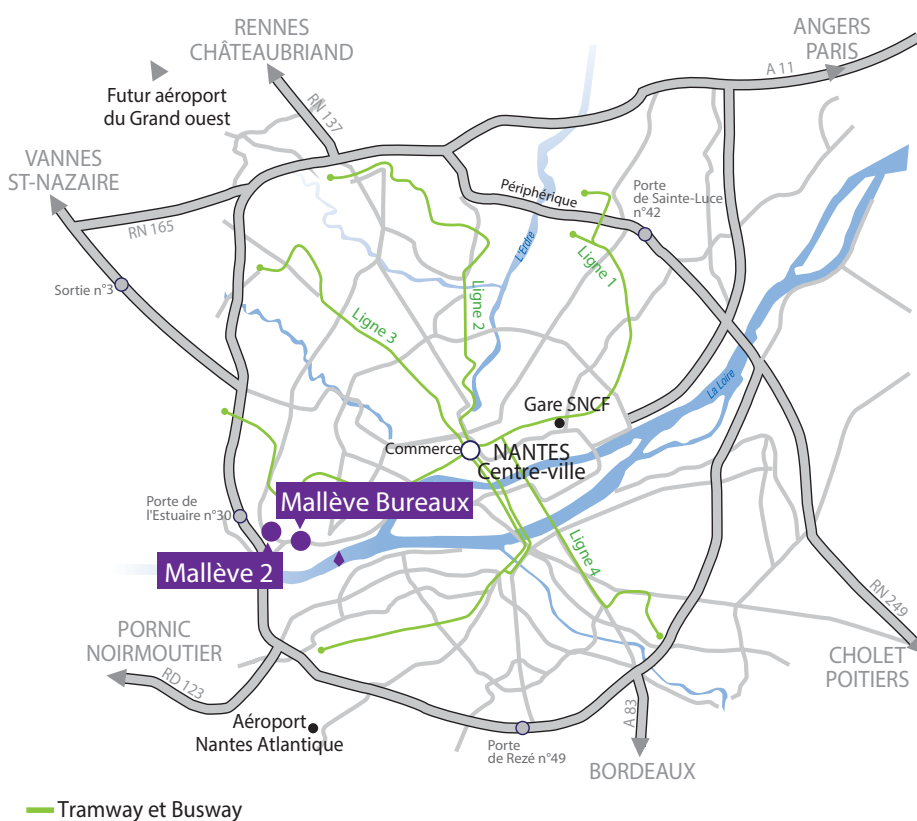 RENNES
CHÂTEAUBRIAND
ANGERS
PARIS
A 11
Futur aéroport
du Grand ouest
RN 137
VANNES
ST-NAZAIRE
Périphérique
Porte
de Sainte-Luce
n°42
RN 165
L'Erdre
Ligne 1
Sortie n°3
Ligne 2
Ligne 3
La Loire
Gare SNCF
Commerce
NANTES
Centre-ville
Mallève Bureaux
Porte de
l'Estuaire n°30
Mallève 2
Ligne 4
RN 249
PORNIC
NOIRMOUTIER
CHOLET
POITIERS
RD 123
A 83
Aéroport
Nantes Atlantique
Porte
de Rezé n°49
BORDEAUX
Tramway et Busway